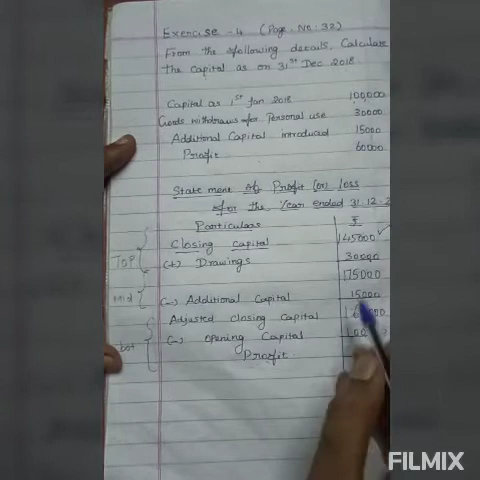 Exercise - 4 (Page. No: 32)
From the following details. Calculate
the Capital as on 31st Dec 2018
Capital as 1st Jan 2018 100,000
Goods withdrawn for Personal use 30000
Additional Capital introduced 15000
Profit 60000
Statement of Profit (or) loss
for the Year ended 31.12.2
Particulars ₹
Closing capital 145000 ✓
(+) Drawings 30000
175000
(-) Additional Capital 15000
Adjusted closing Capital
(-) opening Capital
Profit
TOP
Mid
bot
FILMIX